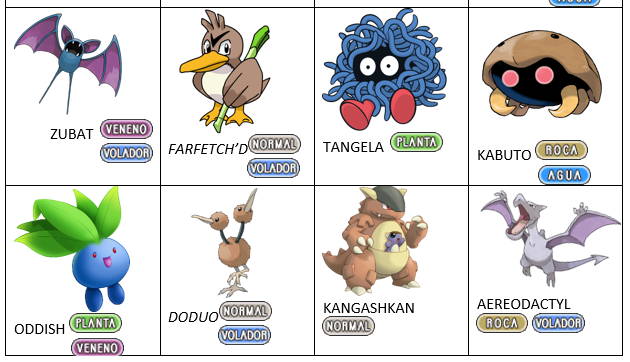 AGUA
ZUBAT VENENO
VOLADOR
FARFETCH'D NORMAL
VOLADOR
TANGELA PLANTA
KABUTO ROCA
AGUA
ODDISH PLANTA
VENENO
DODUO NORMAL
VOLADOR
KANGASHKAN
NORMAL
AEREODACTYL
ROCA VOLADOR